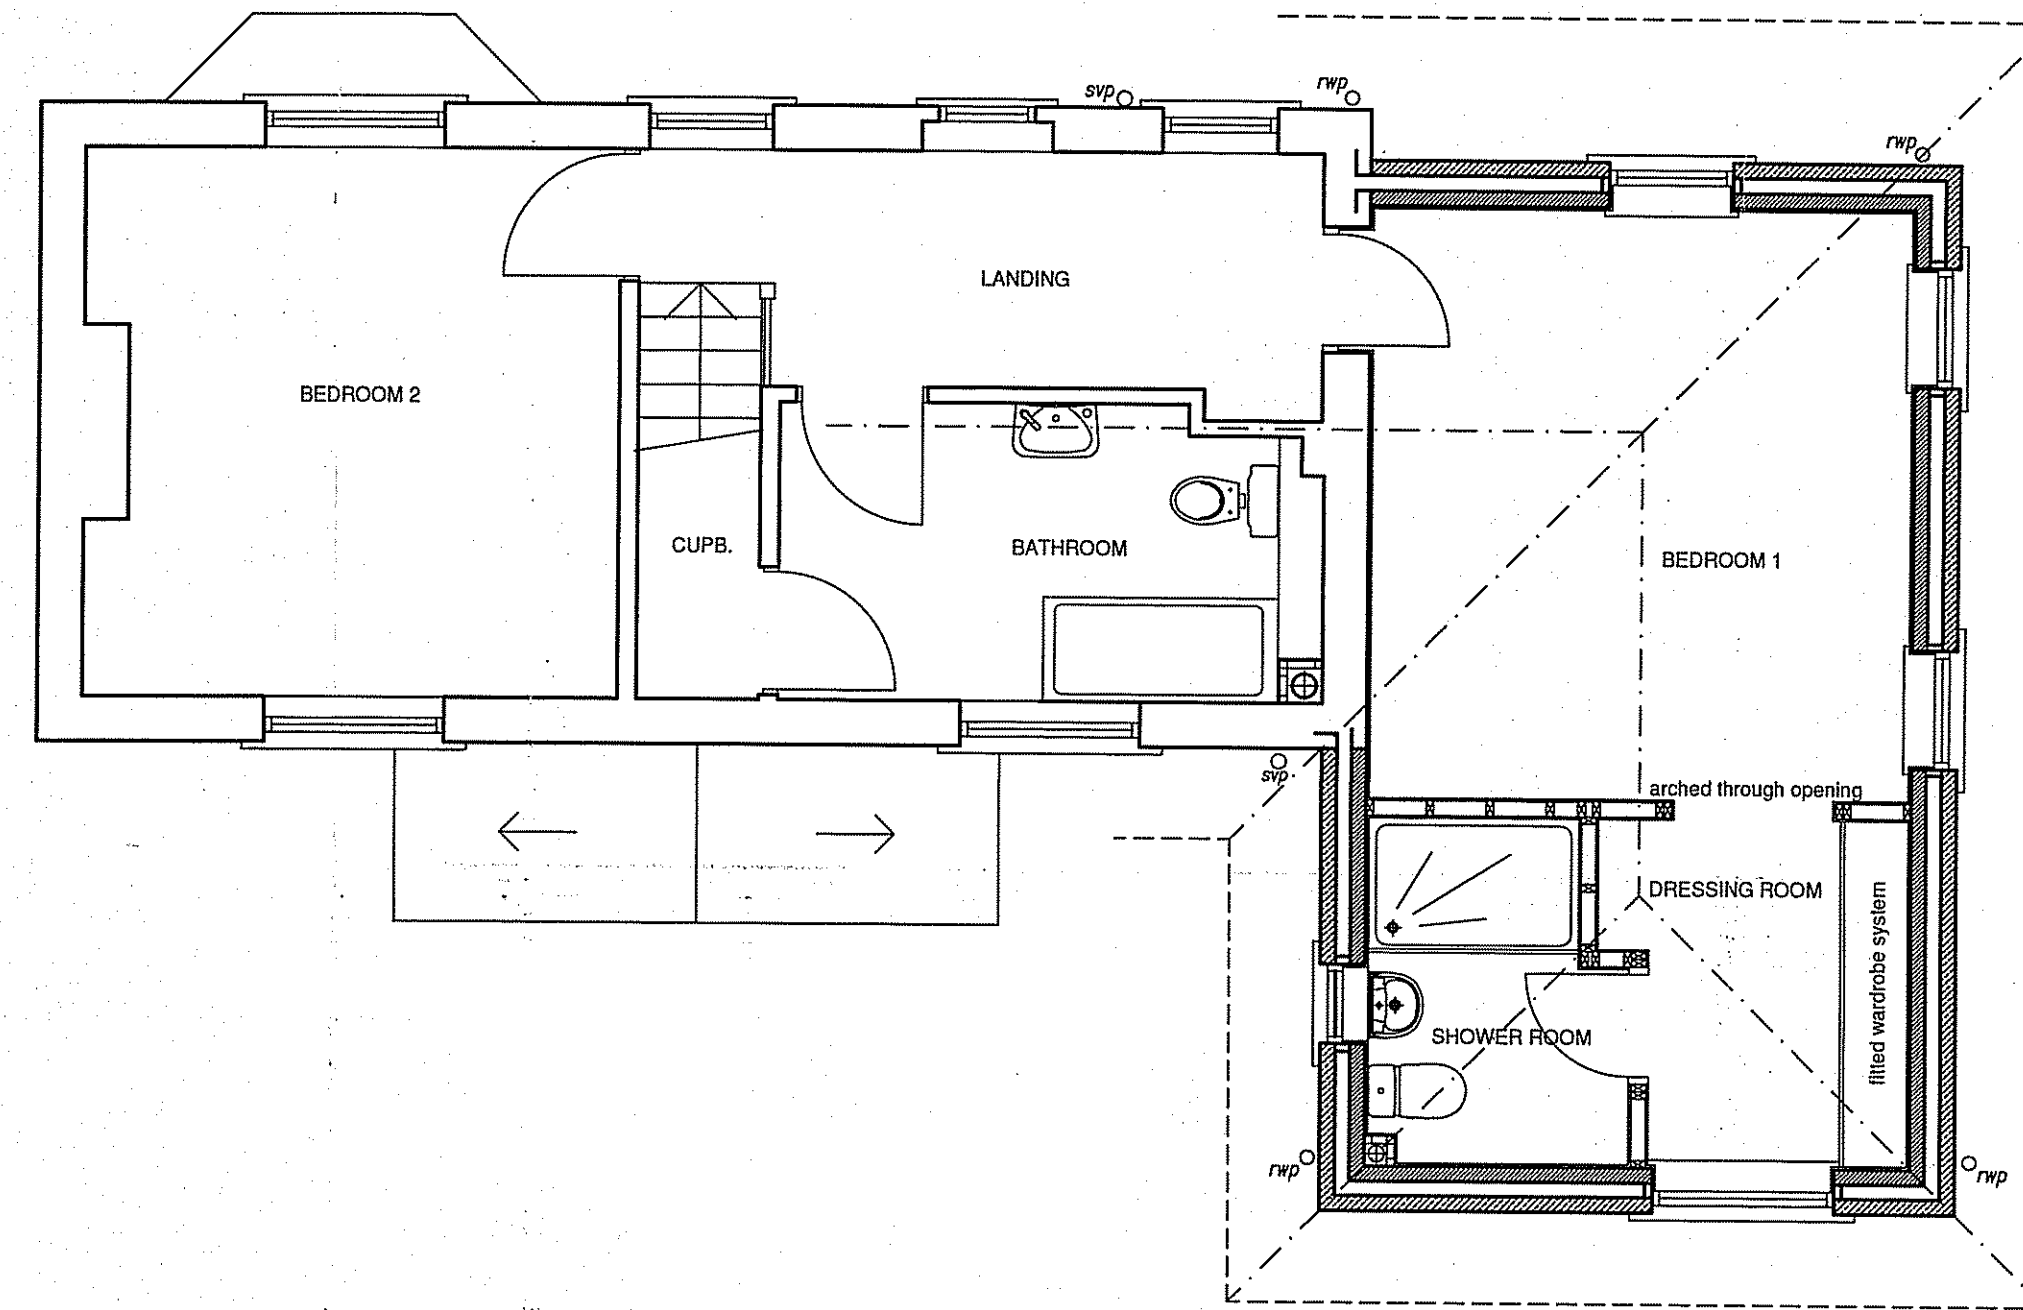 svp
rwp
rwp
LANDING
BEDROOM 2
CUPB.
BATHROOM
BEDROOM 1
svp
arched through opening
DRESSING ROOM
fitted wardrobe system
SHOWER ROOM
rwp
rwp